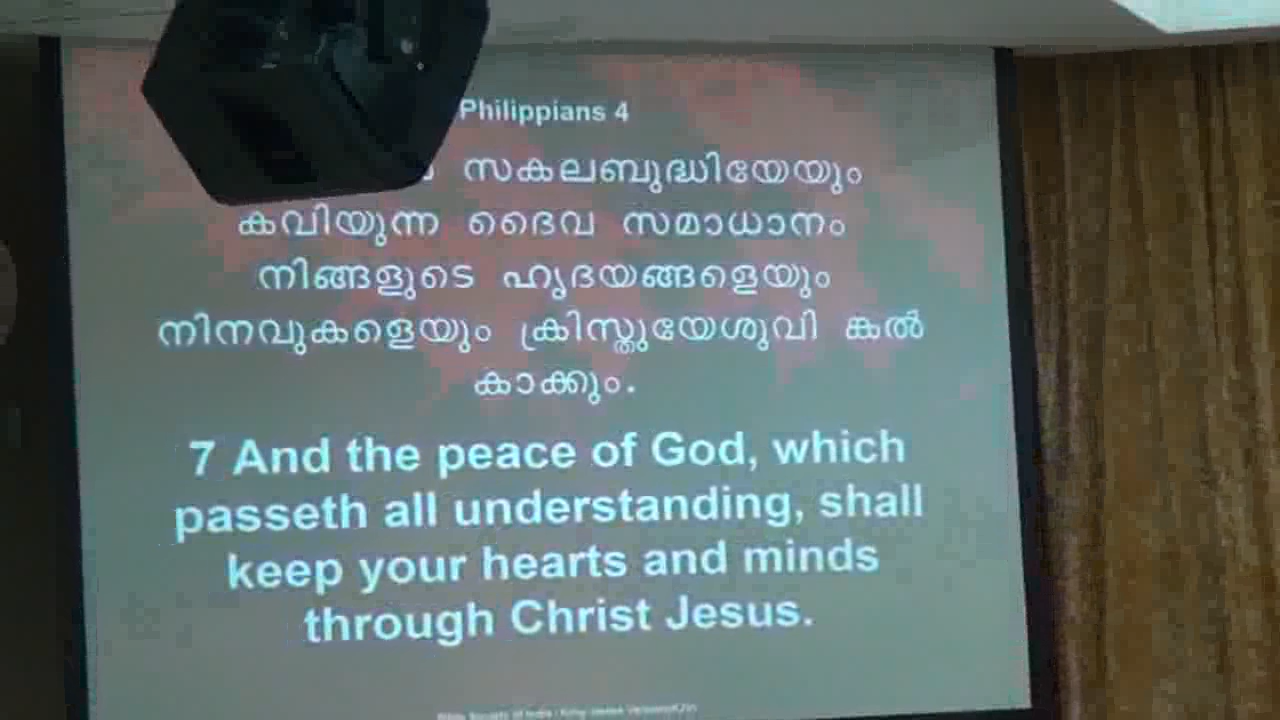 Philippians 4
സകലബുദ്ധിയേയും
കവിയുന്ന ദൈവ സമാധാനം
നിങ്ങളുടെ ഹൃദയങ്ങളെയും
നിനവുകളെയും ക്രിസ്തുയേശുവി ങ്കൽ
കാക്കും.
7 And the peace of God, which
passeth all understanding, shall
keep your hearts and minds
through Christ Jesus.